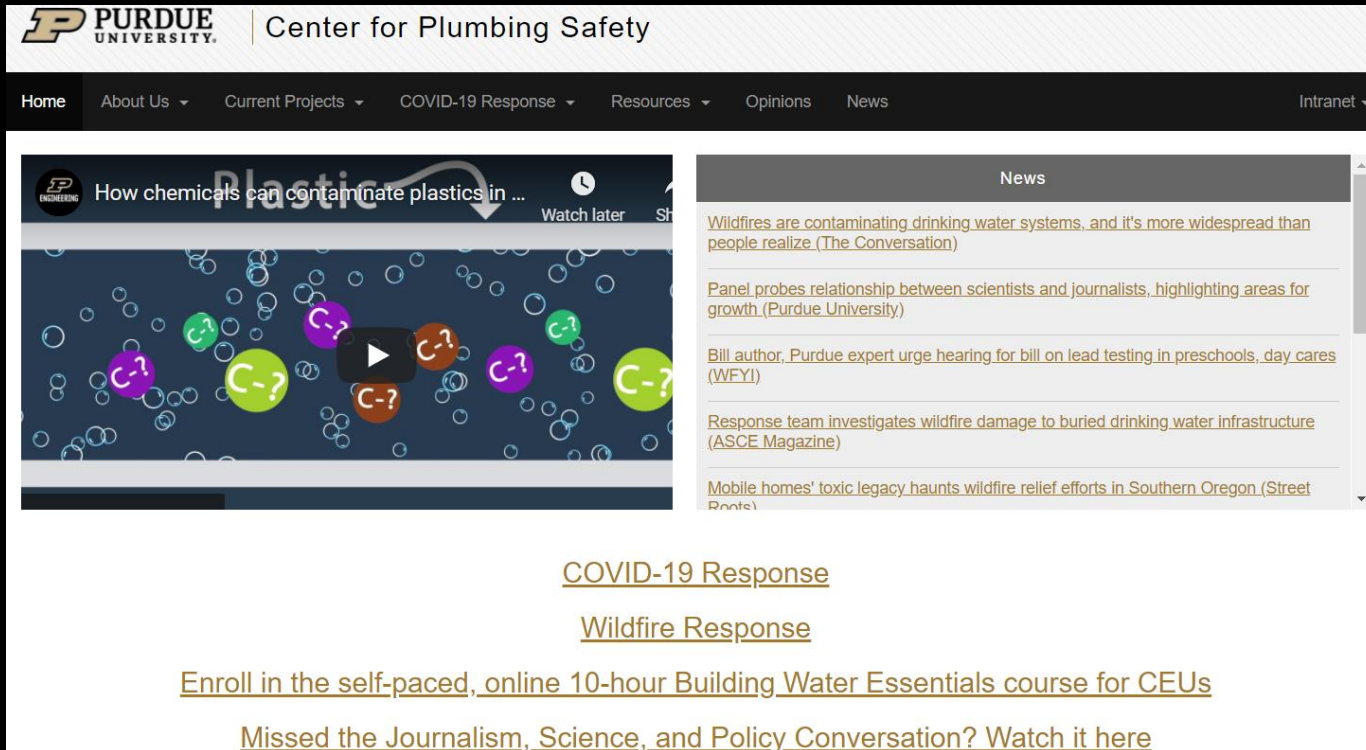 PURDUE
UNIVERSITY.
Center for Plumbing Safety
Home
About Us
Current Projects
COVID-19 Response
Resources
Opinions
News
Intranet
Plastic
ENGINEERING
How chemicals can contaminate plastics in ...
Watch later
Sh
C-?
C-?
C-?
C-?
C-?
C-?
C-?
C-?
C-?
News
Wildfires are contaminating drinking water systems, and it's more widespread than
people realize (The Conversation)
Panel probes relationship between scientists and journalists, highlighting areas for
growth (Purdue University)
Bill author, Purdue expert urge hearing for bill on lead testing in preschools, day cares
(WFYI)
Response team investigates wildfire damage to buried drinking water infrastructure
(ASCE Magazine)
Mobile homes' toxic legacy haunts wildfire relief efforts in Southern Oregon (Street
Roots)
COVID-19 Response
Wildfire Response
Enroll in the self-paced, online 10-hour Building Water Essentials course for CEUs
Missed the Journalism, Science, and Policy Conversation? Watch it here